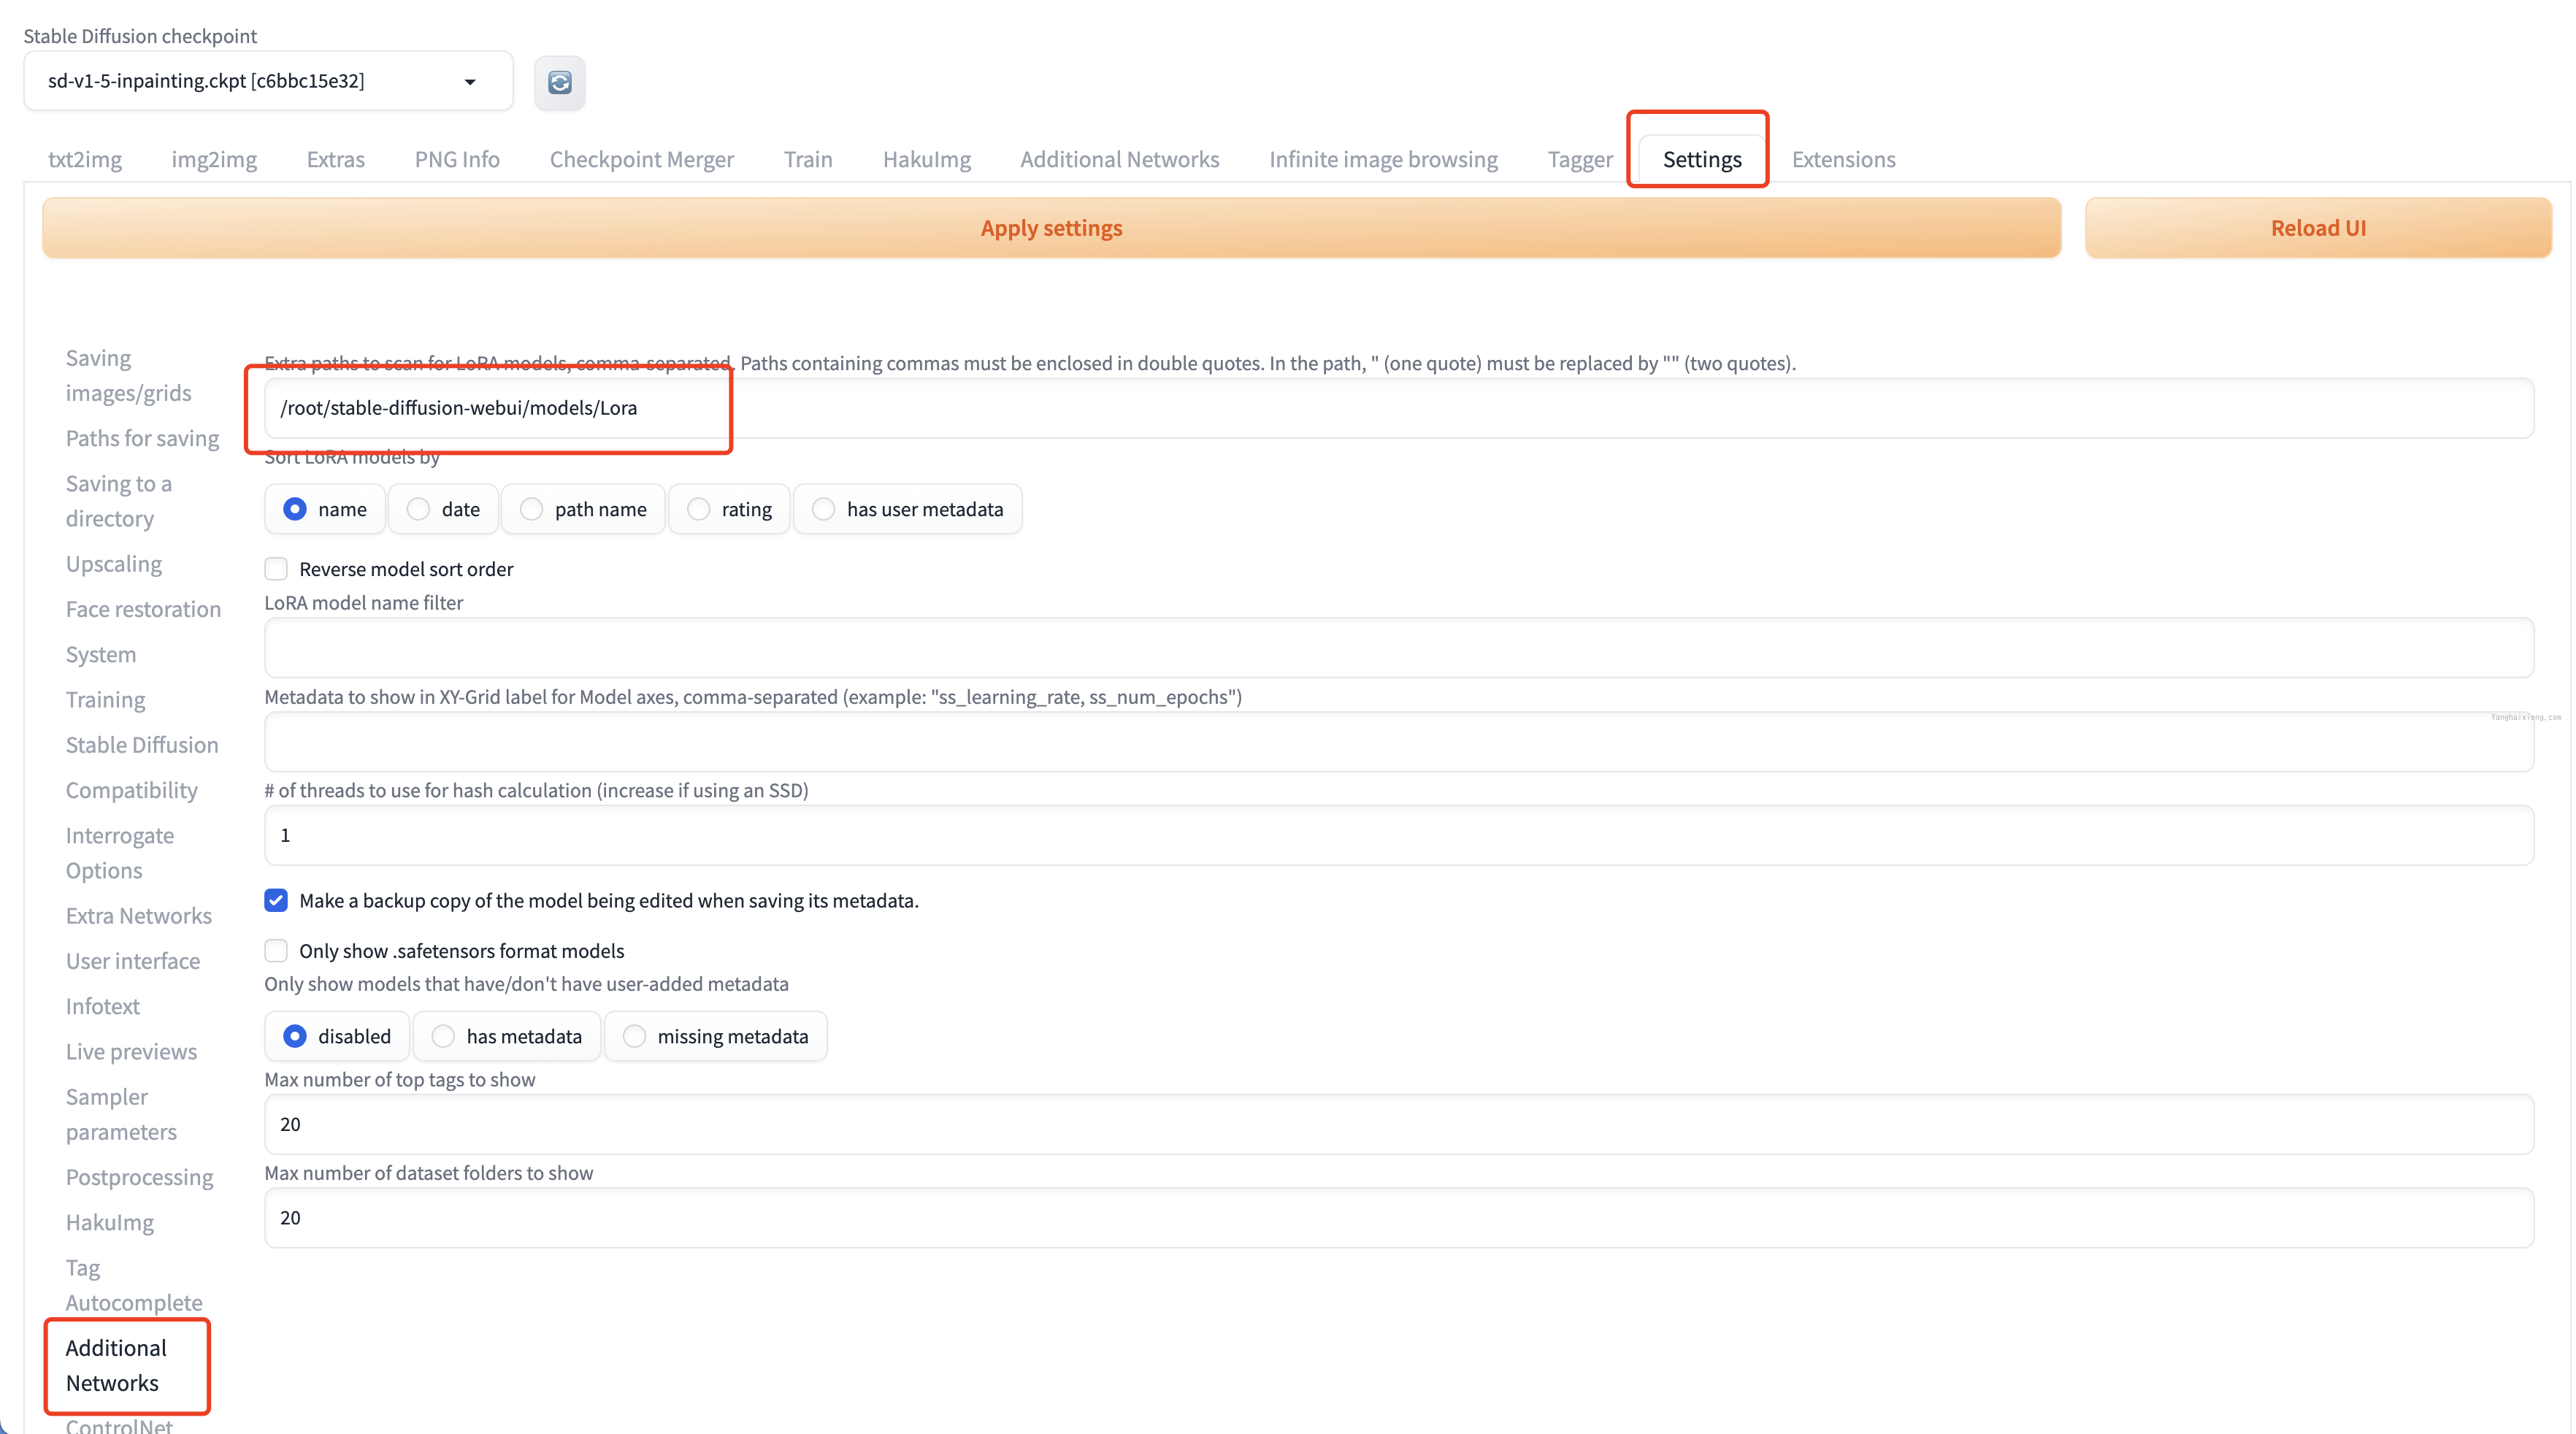 Stable Diffusion checkpoint
sd-v1-5-inpainting.ckpt [c6bbc15e32]
txt2img img2img Extras PNG Info Checkpoint Merger Train HakuImg Additional Networks Infinite image browsing Tagger Settings Extensions
Apply settings
Reload UI
Saving
images/grids
Paths for saving
Saving to a
directory
Upscaling
Face restoration
System
Training
Stable Diffusion
Compatibility
Interrogate
Options
Extra Networks
User interface
Infotext
Live previews
Sampler
parameters
Postprocessing
HakuImg
Tag
Autocomplete
Additional
Networks
ControlNet
Extra paths to scan for LoRA models, comma-separated. Paths containing commas must be enclosed in double quotes. In the path, " (one quote) must be replaced by "" (two quotes).
/root/stable-diffusion-webui/models/Lora
Sort LoRA models by
name date path name rating has user metadata
Reverse model sort order
LoRA model name filter
Metadata to show in XY-Grid label for Model axes, comma-separated (example: "ss_learning_rate, ss_num_epochs")
Yanghaixiong.com
# of threads to use for hash calculation (increase if using an SSD)
1
Make a backup copy of the model being edited when saving its metadata.
Only show .safetensors format models
Only show models that have/don't have user-added metadata
disabled has metadata missing metadata
Max number of top tags to show
20
Max number of dataset folders to show
20